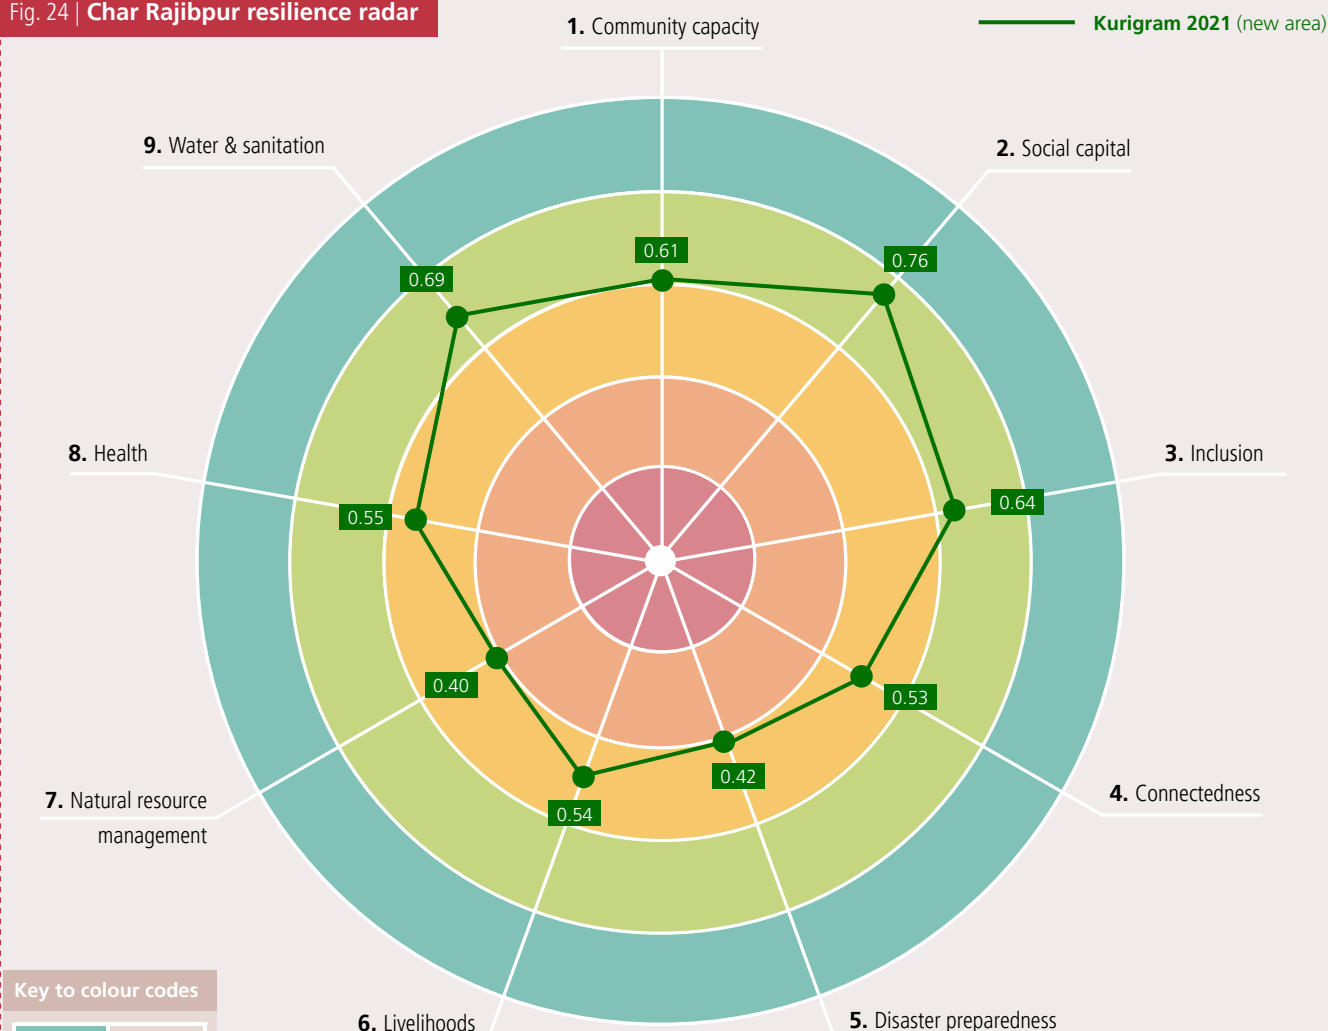 Fig. 24 | Char Rajibpur resilience radar
Kurigram 2021 (new area)
1. Community capacity
2. Social capital
3. Inclusion
4. Connectedness
5. Disaster preparedness
6. Livelihoods
7. Natural resource
management
8. Health
9. Water & sanitation
0.61
0.76
0.64
0.53
0.42
0.54
0.40
0.55
0.69
Key to colour codes